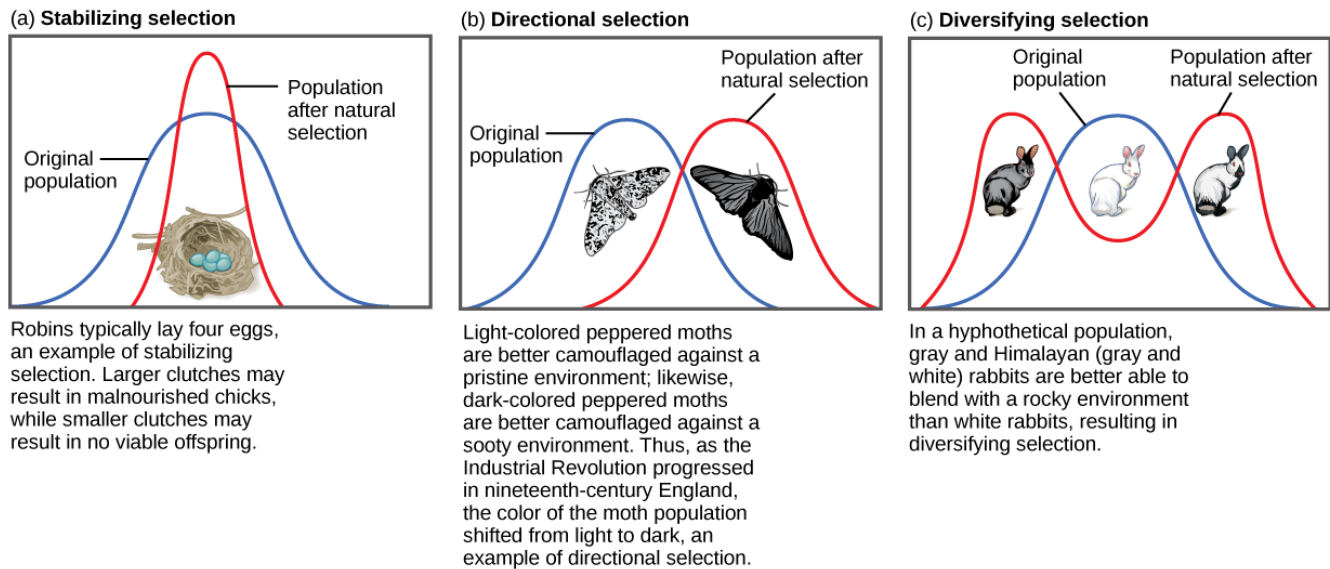 (a) Stabilizing selection
Population
after natural
selection
Original
population
Robins typically lay four eggs,
an example of stabilizing
selection. Larger clutches may
result in malnourished chicks,
while smaller clutches may
result in no viable offspring.
(b) Directional selection
Population after
natural selection
Original
population
Light-colored peppered moths
are better camouflaged against a
pristine environment; likewise,
dark-colored peppered moths
are better camouflaged against a
sooty environment. Thus, as the
Industrial Revolution progressed
in nineteenth-century England,
the color of the moth population
shifted from light to dark, an
example of directional selection.
(c) Diversifying selection
Original
population
Population after
natural selection
In a hyphothetical population,
gray and Himalayan (gray and
white) rabbits are better able to
blend with a rocky environment
than white rabbits, resulting in
diversifying selection.